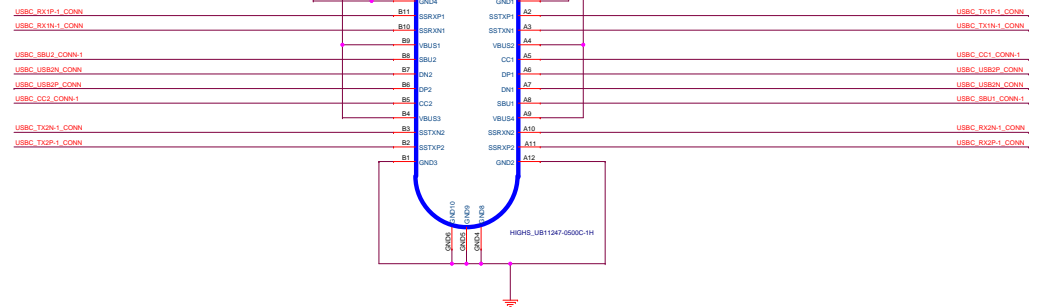 GND4 GND1
USBC_RX1P-1_CONN B11 SSRXP1 SSTXP1 A2 USBC_TX1P-1_CONN
USBC_RX1N-1_CONN B10 SSRXN1 SSTXN1 A3 USBC_TX1N-1_CONN
B9 VBUS1 VBUS2 A4
USBC_SBU2_CONN-1 B8 SBU2 CC1 A5 USBC_CC1_CONN-1
USBC_USB2N_CONN B7 DN2 DP1 A6 USBC_USB2P_CONN
USBC_USB2P_CONN B6 DP2 DN1 A7 USBC_USB2N_CONN
USBC_CC2_CONN-1 B5 CC2 SBU1 A8 USBC_SBU1_CONN-1
B4 VBUS3 VBUS4 A9
USBC_TX2N-1_CONN B3 SSTXN2 SSRXN2 A10 USBC_RX2N-1_CONN
USBC_TX2P-1_CONN B2 SSTXP2 SSRXP2 A11 USBC_RX2P-1_CONN
B1 GND3 GND2 A12
GND10 GND9 GND8
GND6 GND5 GND4
HIGHS_UB11247-0500C-1H